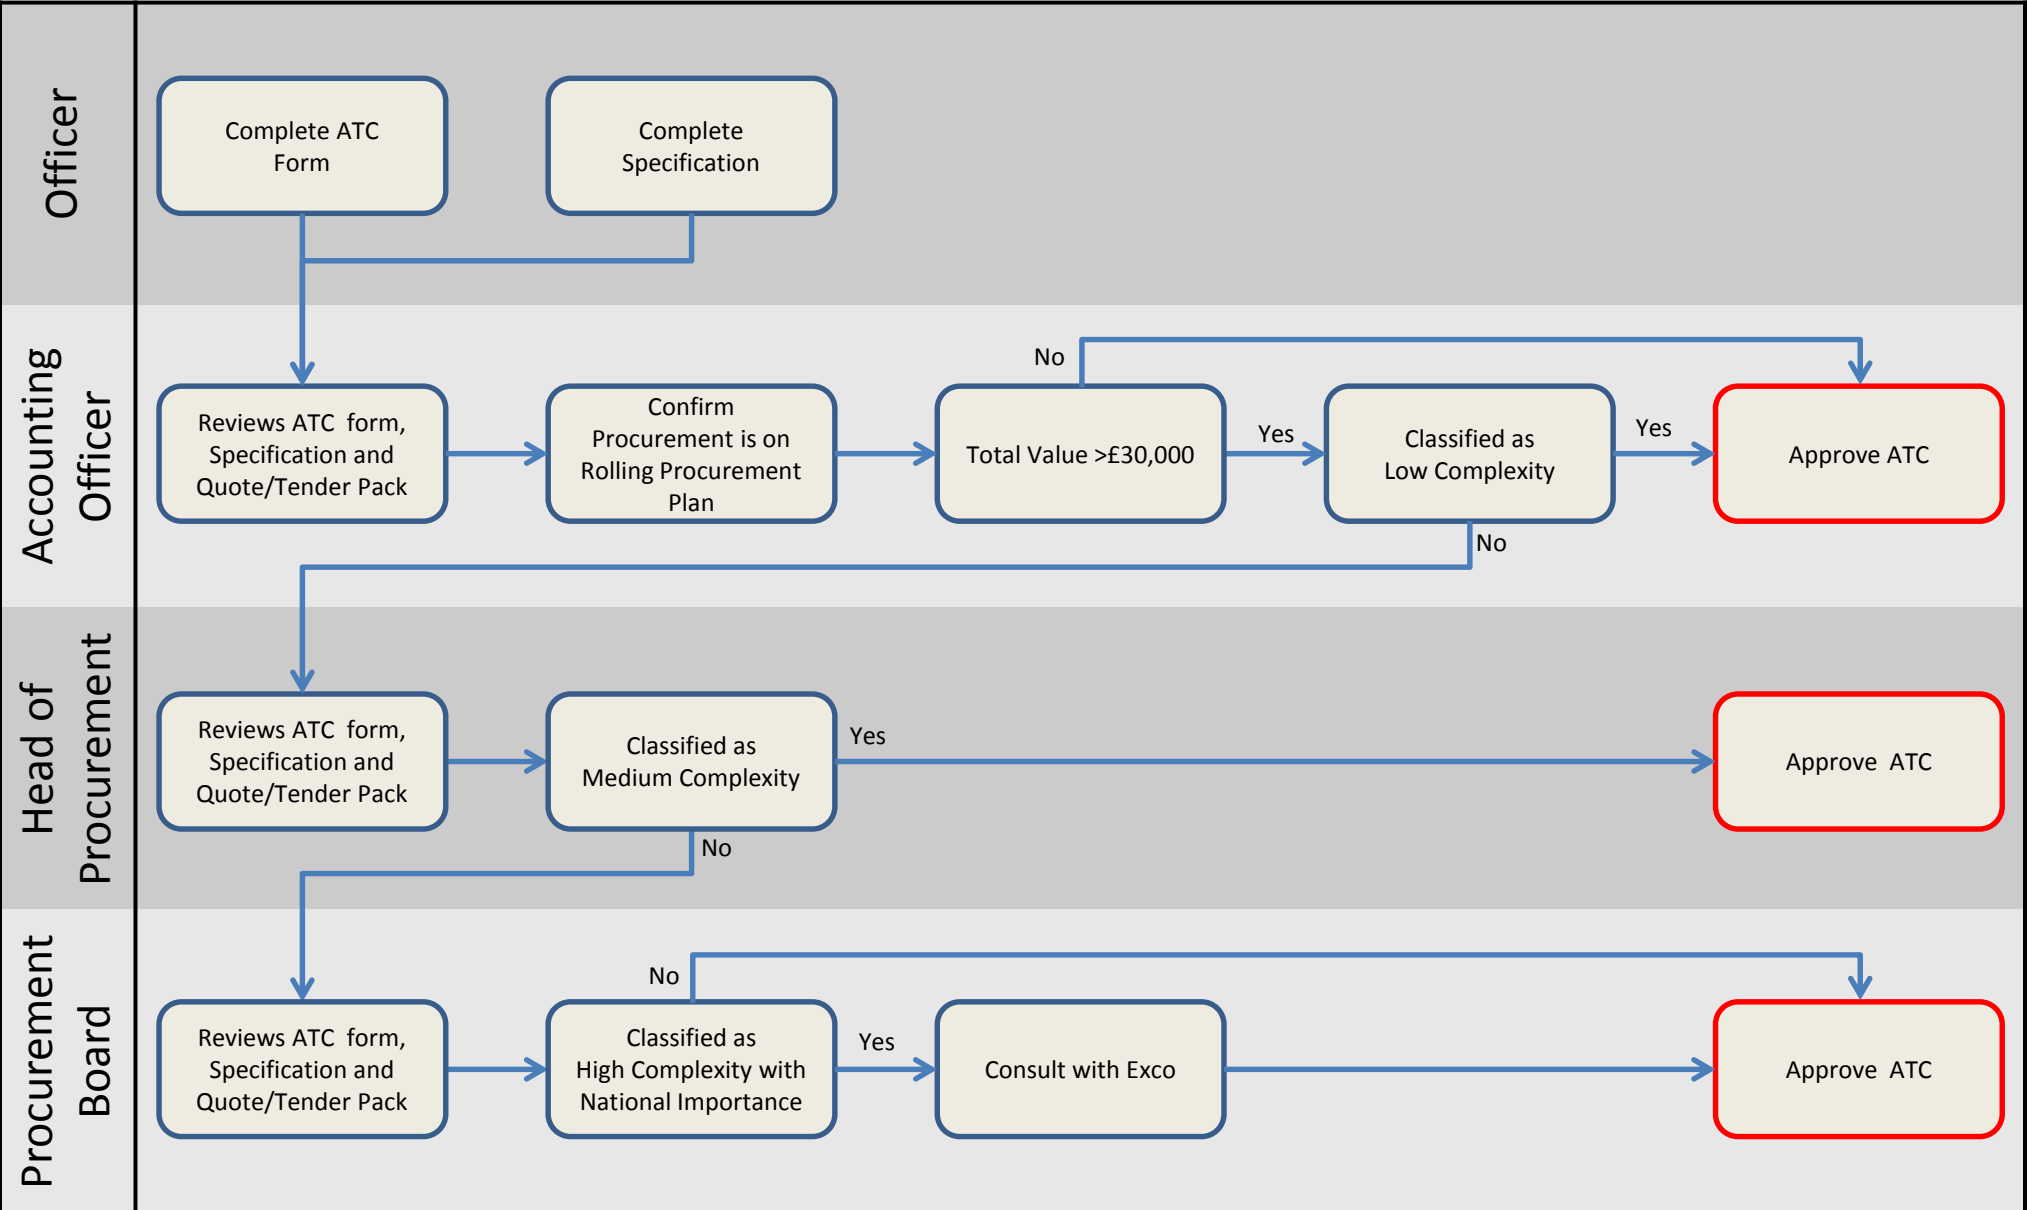 Officer
Complete ATC
Form
Complete
Specification
Accounting
Officer
Reviews ATC form,
Specification and
Quote/Tender Pack
Confirm
Procurement is on
Rolling Procurement
Plan
No
Total Value >£30,000
Yes
Classified as
Low Complexity
Yes
No
Approve ATC
Head of
Procurement
Reviews ATC form,
Specification and
Quote/Tender Pack
Classified as
Medium Complexity
Yes
No
Approve ATC
Procurement
Board
Reviews ATC form,
Specification and
Quote/Tender Pack
No
Classified as
High Complexity with
National Importance
Yes
Consult with Exco
Approve ATC